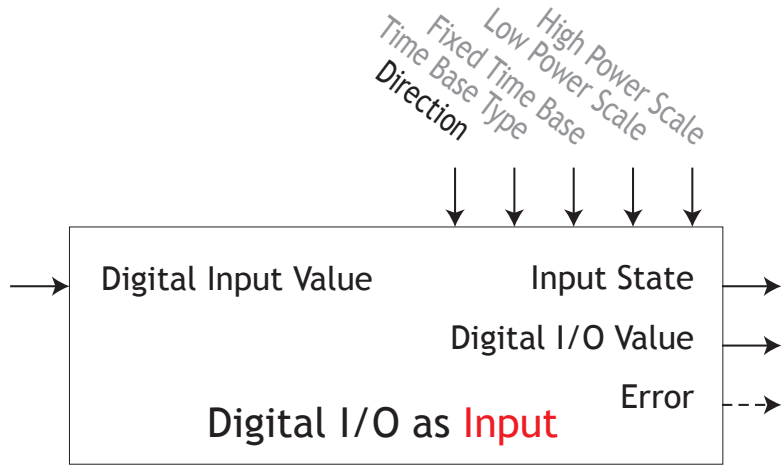 Direction
Time Base Type
Fixed Time Base
Low Power Scale
High Power Scale
Digital Input Value
Input State
Digital I/O Value
Error
Digital I/O as Input